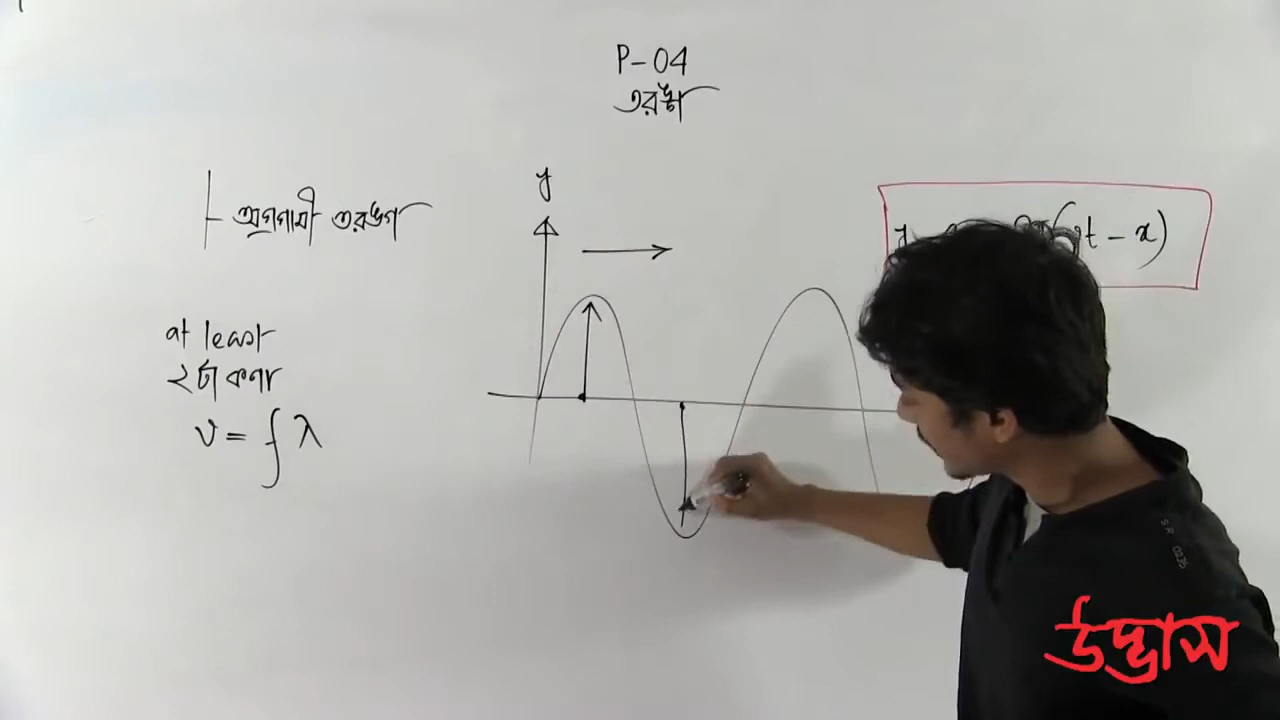 P-04
তরঙ্গ
অগ্রগামী তরঙ্গ
y
t - x)
at least
২টা কণা
v = f λ
উদ্ভাস